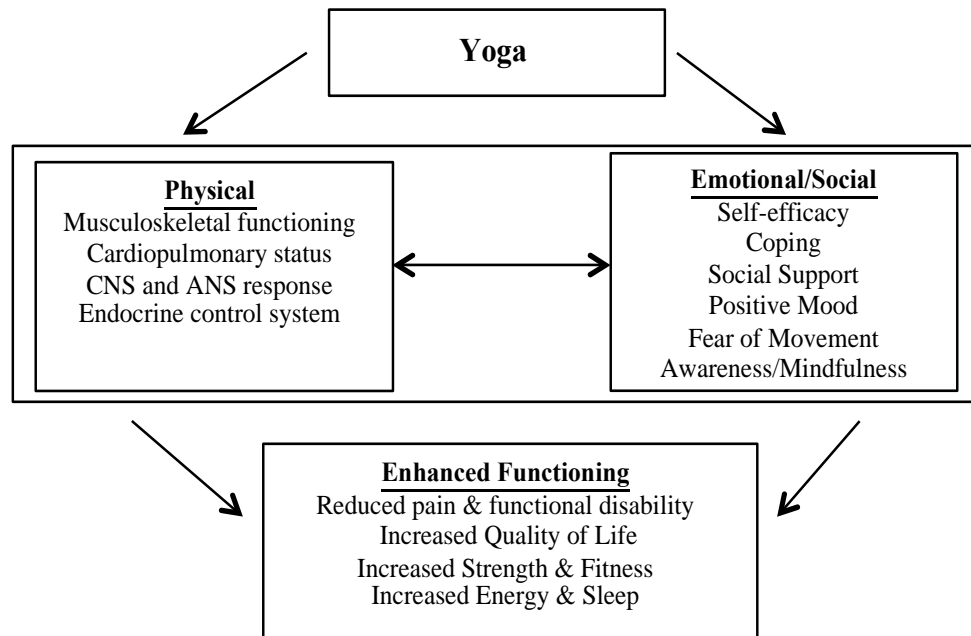 Yoga
Physical
Musculoskeletal functioning
Cardiopulmonary status
CNS and ANS response
Endocrine control system
Emotional/Social
Self-efficacy
Coping
Social Support
Positive Mood
Fear of Movement
Awareness/Mindfulness
Enhanced Functioning
Reduced pain & functional disability
Increased Quality of Life
Increased Strength & Fitness
Increased Energy & Sleep